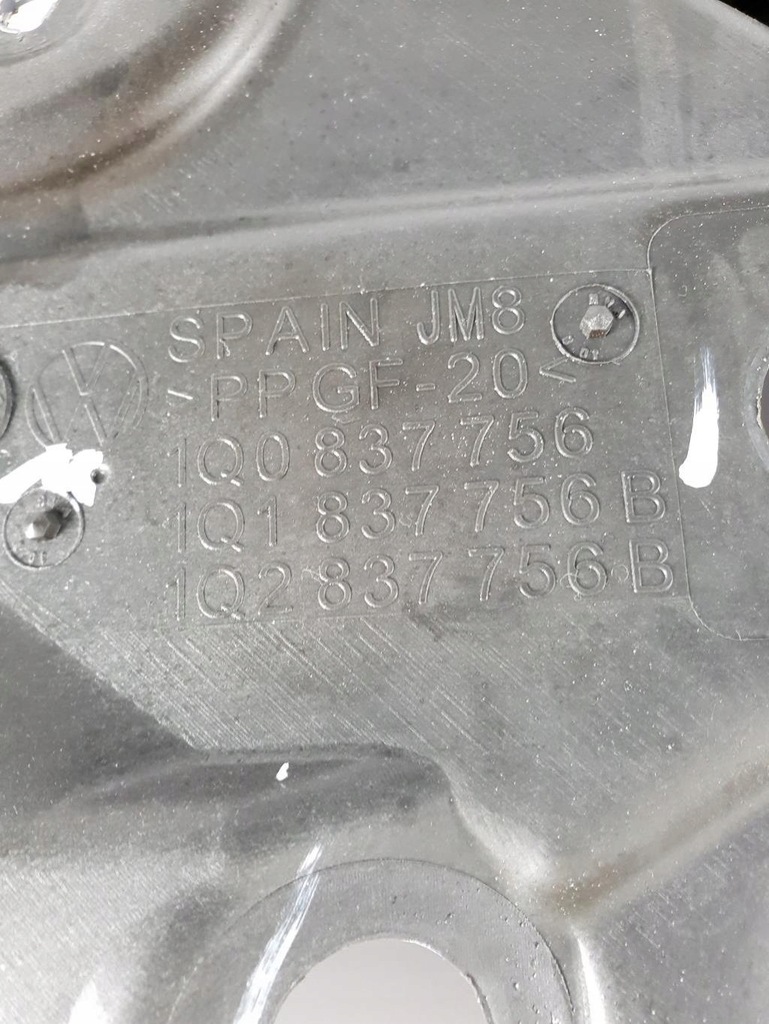 SPAIN JM8
>PPGF-20<
1Q0 837 756
1Q1 837 756 B
1Q2 837 756 B